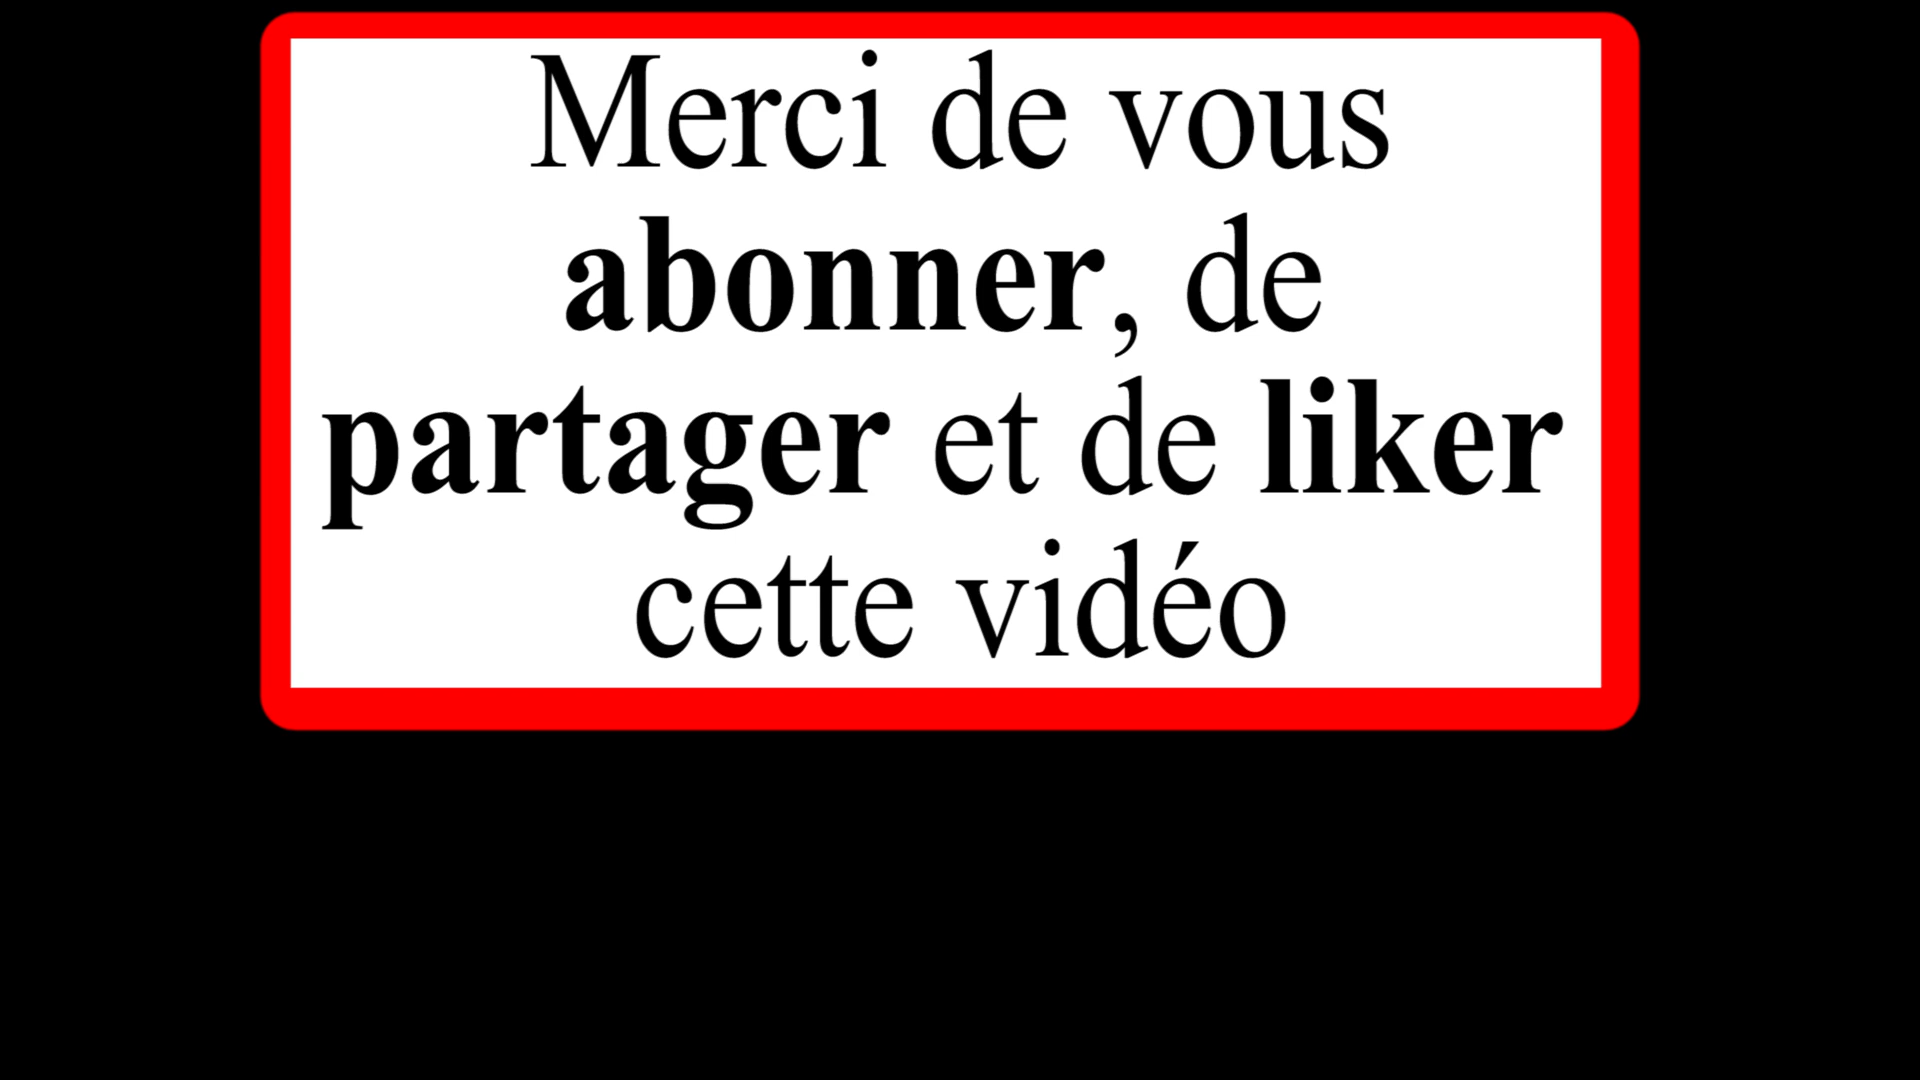 Merci de vous
abonner, de
partager et de liker
cette vidéo